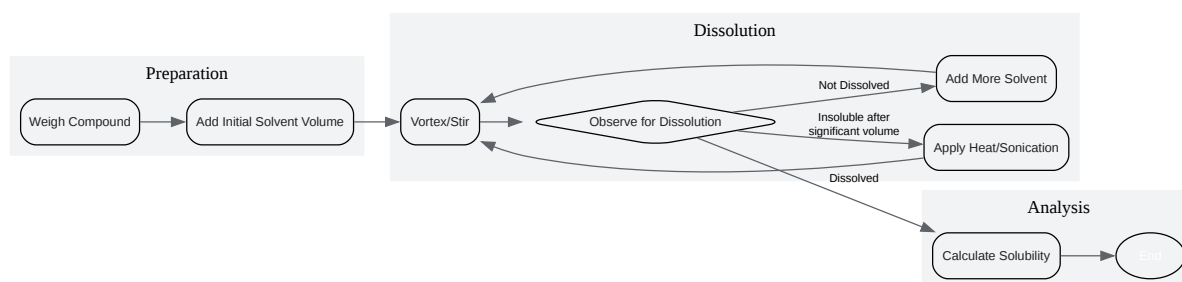 Dissolution
Preparation
Add More Solvent
Not Dissolved
Weigh Compound
Add Initial Solvent Volume
Vortex/Stir
Observe for Dissolution
Insoluble after
significant volume
Apply Heat/Sonication
Dissolved
Analysis
Calculate Solubility
End